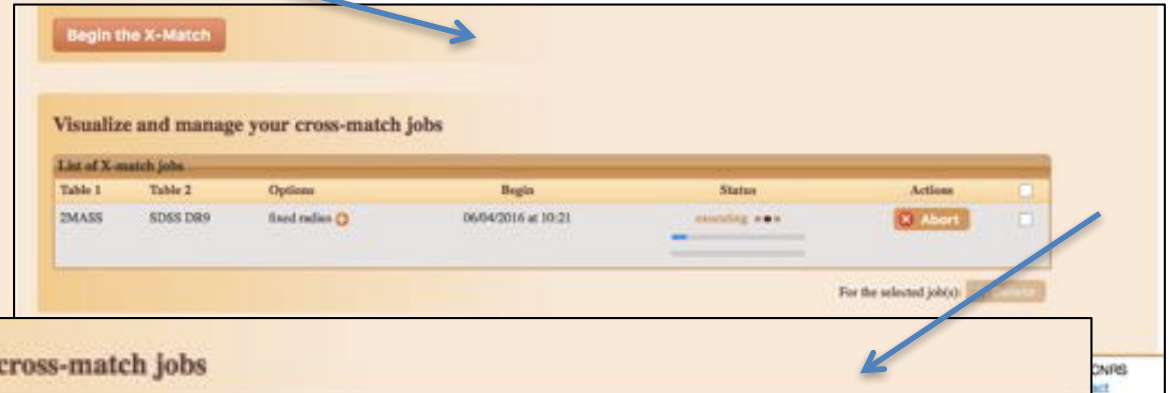 Begin the X-Match
Visualize and manage your cross-match jobs
List of X-match jobs
Table 1 Table 2 Options Begin Status Actions
2MASS SDSS DR9 fixed radius 06/04/2016 at 10:21 executing Abort
For the selected job(s):
cross-match jobs
CNRS